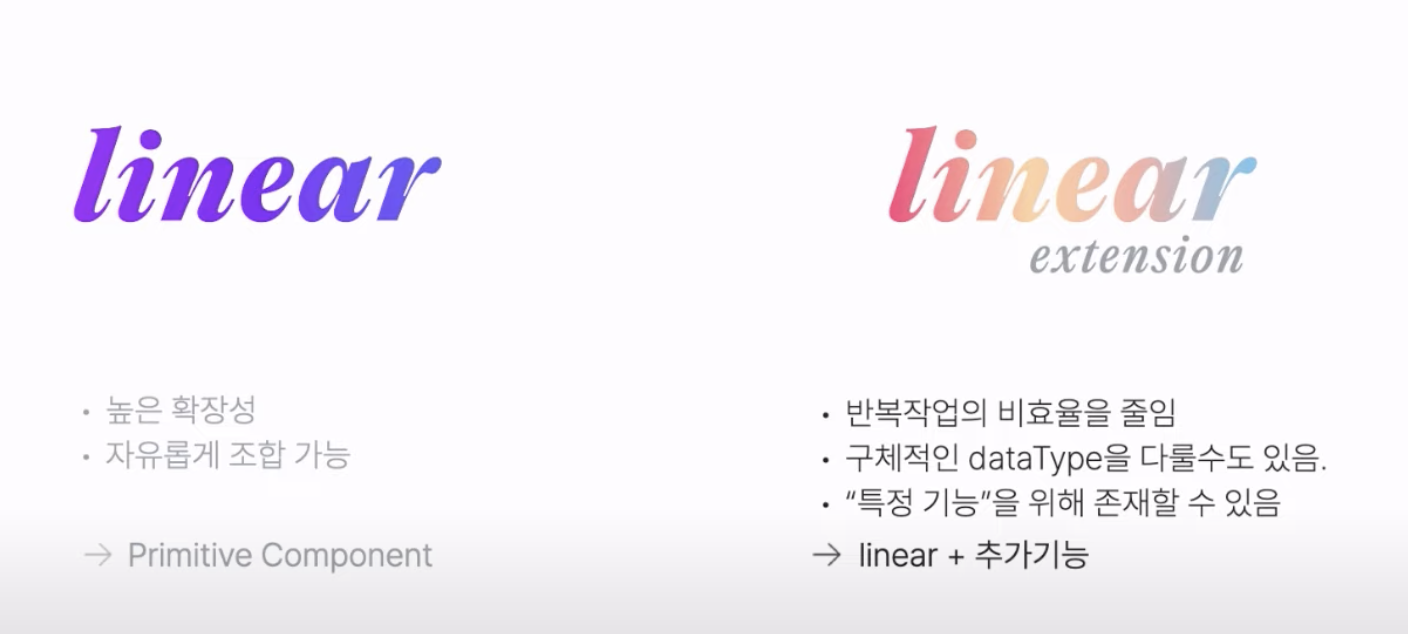 linear
• 높은 확장성
• 자유롭게 조합 가능
→ Primitive Component
linear
extension
• 반복작업의 비효율을 줄임
• 구체적인 dataType을 다룰수도 있음.
• “특정 기능”을 위해 존재할 수 있음
→ linear + 추가기능